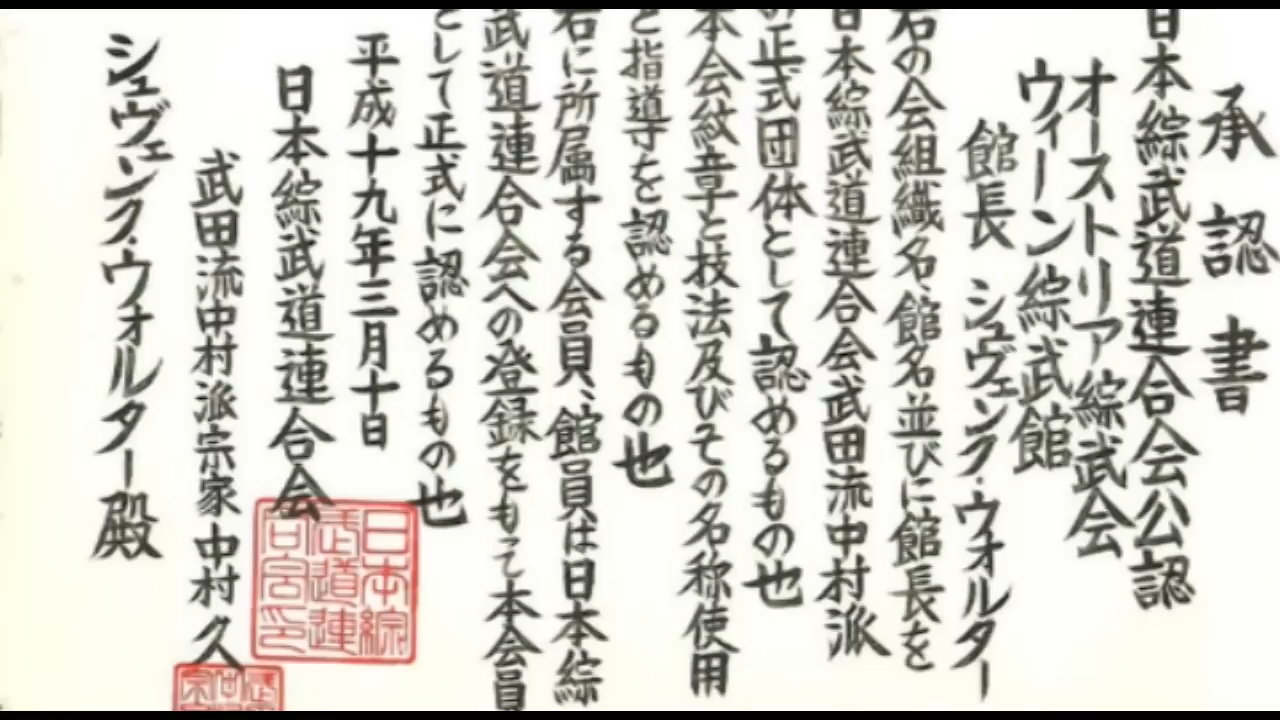 承認書
日本綜武道連合会公認
オーストリア綜武会
ウィーン綜武館
館長 シュヴェンク・ウォルター
右の会組織名、館名並びに館長を
日本綜武道連合会武田流中村派
の正式団体として認めるもの也
本会紋章と技法及びその名称使用
と指導を認めるもの也
右に所属する会員、館員は日本綜
武道連合会への登録をもって本会員
として正式に認めるもの也
平成十九年三月十日
日本綜武道連合会
武田流中村派宗家 中村 久
シュヴェンク・ウォルター殿
日本綜
武道連
合会印